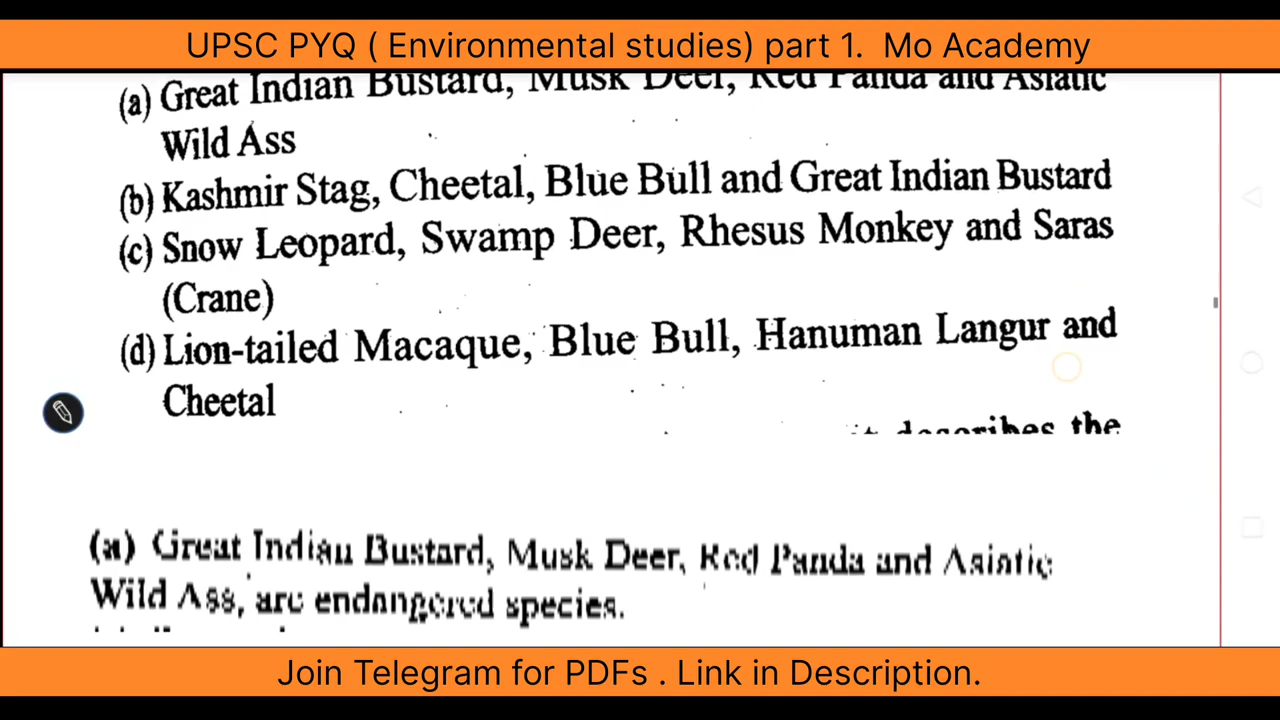 UPSC PYQ ( Environmental studies) part 1. Mo Academy
(a) Great Indian Bustard, Musk Deer, Red Panda and Asiatic
Wild Ass
(b) Kashmir Stag, Cheetal, Blue Bull and Great Indian Bustard
(c) Snow Leopard, Swamp Deer, Rhesus Monkey and Saras
(Crane)
(d) Lion-tailed Macaque, Blue Bull, Hanuman Langur and
Cheetal
it describes the
(a) Great Indian Bustard, Musk Deer, Red Panda and Asiatic
Wild Ass, are endangered species.
Join Telegram for PDFs . Link in Description.